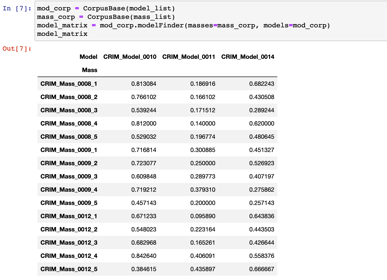 In [7]: mod_corp = CorpusBase(model_list)
mass_corp = CorpusBase(mass_list)
model_matrix = mod_corp.modelFinder(masses=mass_corp, models=mod_corp)
model_matrix
Out[7]:
Model CRIM_Model_0010 CRIM_Model_0011 CRIM_Model_0014
Mass
CRIM_Mass_0008_1 0.813084 0.186916 0.682243
CRIM_Mass_0008_2 0.766102 0.166102 0.430508
CRIM_Mass_0008_3 0.539244 0.171512 0.289244
CRIM_Mass_0008_4 0.812000 0.140000 0.620000
CRIM_Mass_0008_5 0.529032 0.196774 0.480645
CRIM_Mass_0009_1 0.716814 0.300885 0.451327
CRIM_Mass_0009_2 0.723077 0.250000 0.526923
CRIM_Mass_0009_3 0.609848 0.289773 0.407197
CRIM_Mass_0009_4 0.719212 0.379310 0.275862
CRIM_Mass_0009_5 0.457143 0.200000 0.257143
CRIM_Mass_0012_1 0.671233 0.095890 0.643836
CRIM_Mass_0012_2 0.548023 0.223164 0.443503
CRIM_Mass_0012_3 0.682968 0.165261 0.426644
CRIM_Mass_0012_4 0.842640 0.406091 0.558376
CRIM_Mass_0012_5 0.384615 0.435897 0.666667